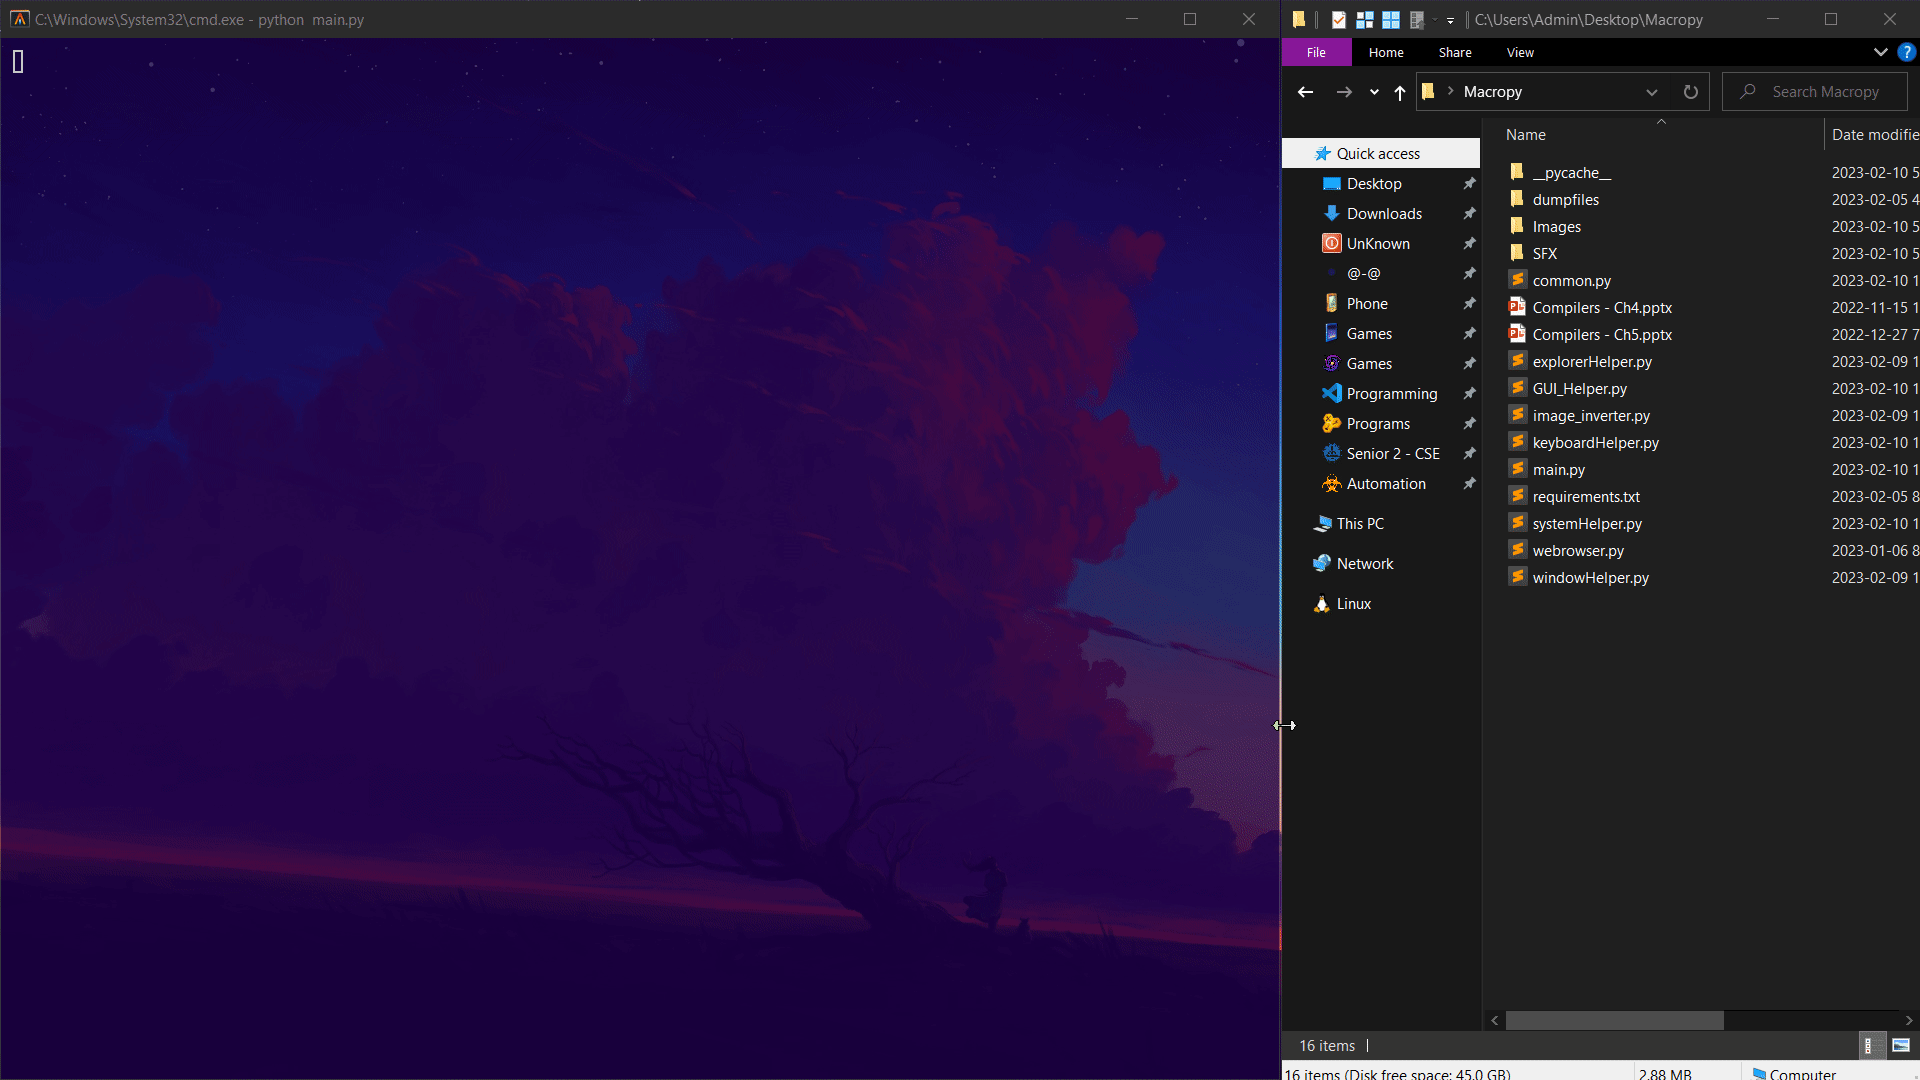 C:\Windows\System32\cmd.exe - python  main.py
C:\Users\Admin\Desktop\Macropy
File Home Share View
Macropy
Search Macropy
Name Date modifie
Quick access
Desktop
Downloads
UnKnown
@-@
Phone
Games
Games
Programming
Programs
Senior 2 - CSE
Automation
This PC
Network
Linux
__pycache__ 2023-02-10 5
dumpfiles 2023-02-05 4
Images 2023-02-10 5
SFX 2023-02-10 5
common.py 2023-02-10 1
Compilers - Ch4.pptx 2022-11-15 1
Compilers - Ch5.pptx 2022-12-27 7
explorerHelper.py 2023-02-09 1
GUI_Helper.py 2023-02-10 1
image_inverter.py 2023-02-09 1
keyboardHelper.py 2023-02-10 1
main.py 2023-02-10 1
requirements.txt 2023-02-05 8
systemHelper.py 2023-02-10 1
webrowser.py 2023-01-06 8
windowHelper.py 2023-02-09 1
16 items
16 items (Disk free space: 45.0 GB) 2.88 MB Computer